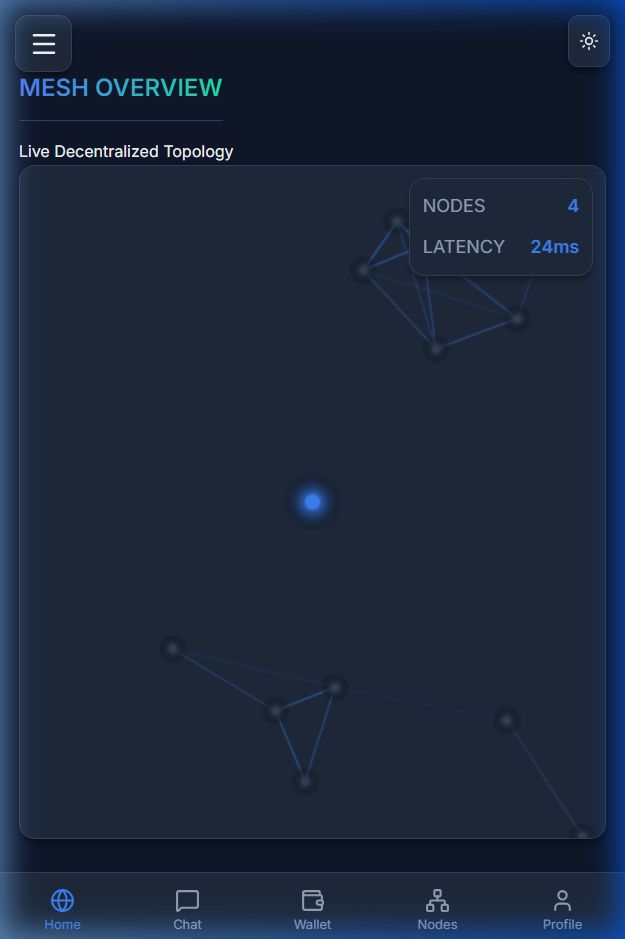 MESH OVERVIEW
Live Decentralized Topology
NODES 4
LATENCY 24ms
Home Chat Wallet Nodes Profile